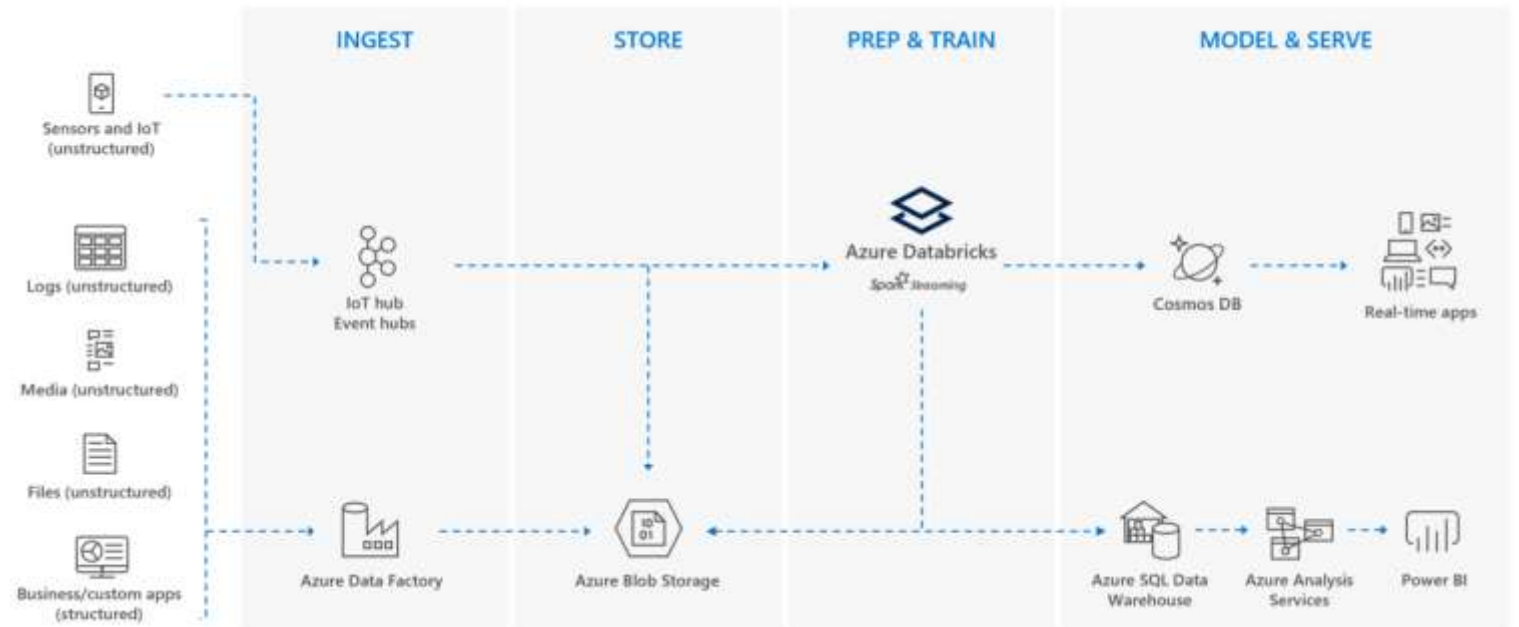 INGEST
STORE
PREP & TRAIN
MODEL & SERVE
Sensors and IoT
(unstructured)
Logs (unstructured)
Media (unstructured)
Files (unstructured)
Business/custom apps
(structured)
IoT hub
Event hubs
Azure Data Factory
10
01
Azure Blob Storage
Azure Databricks
Spark Streaming
Cosmos DB
Real-time apps
Azure SQL Data
Warehouse
Azure Analysis
Services
Power BI